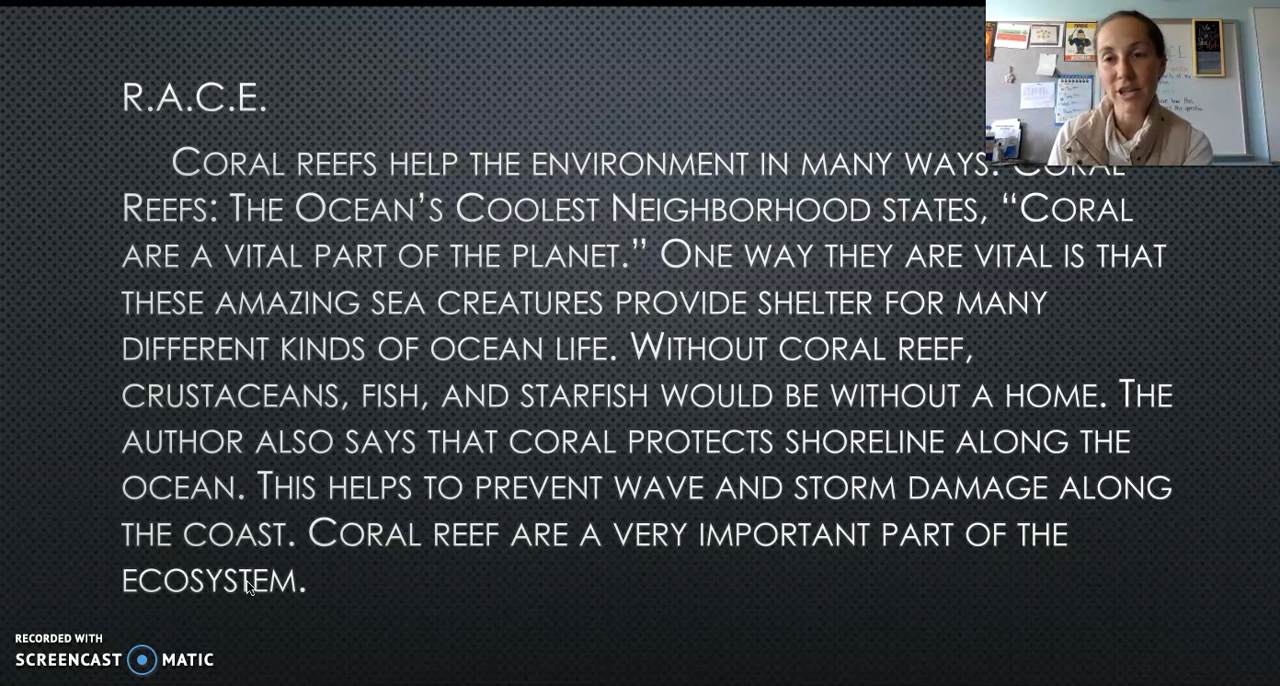 R.A.C.E.
Coral reefs help the environment in many ways. Coral
Reefs: The Ocean’s Coolest Neighborhood states, “Coral
are a vital part of the planet.” One way they are vital is that
these amazing sea creatures provide shelter for many
different kinds of ocean life. Without coral reef,
crustaceans, fish, and starfish would be without a home. The
author also says that coral protects shoreline along the
ocean. This helps to prevent wave and storm damage along
the coast. Coral reef are a very important part of the
ecosystem.
RECORDED WITH
SCREENCAST MATIC